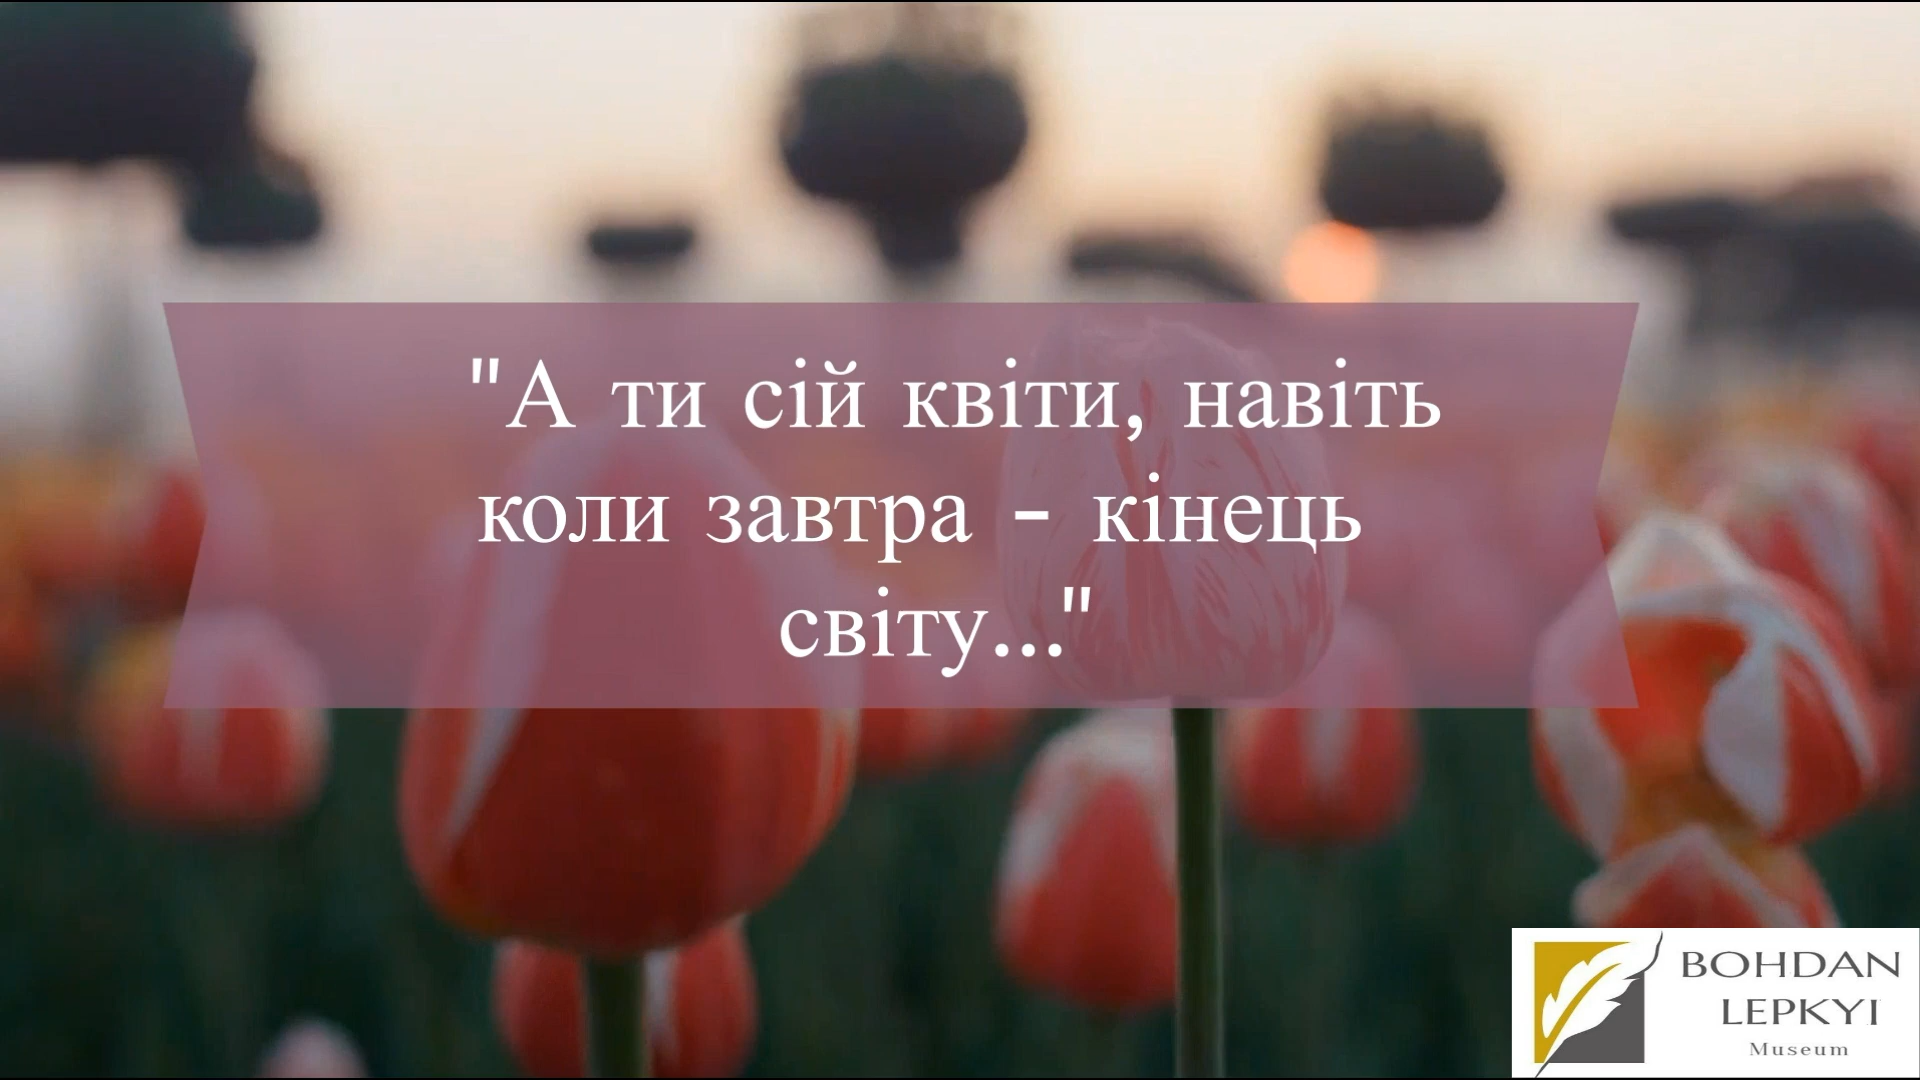 "А ти сій квіти, навіть
коли завтра - кінець
світу..."
BOHDAN
LEPKYI
Museum